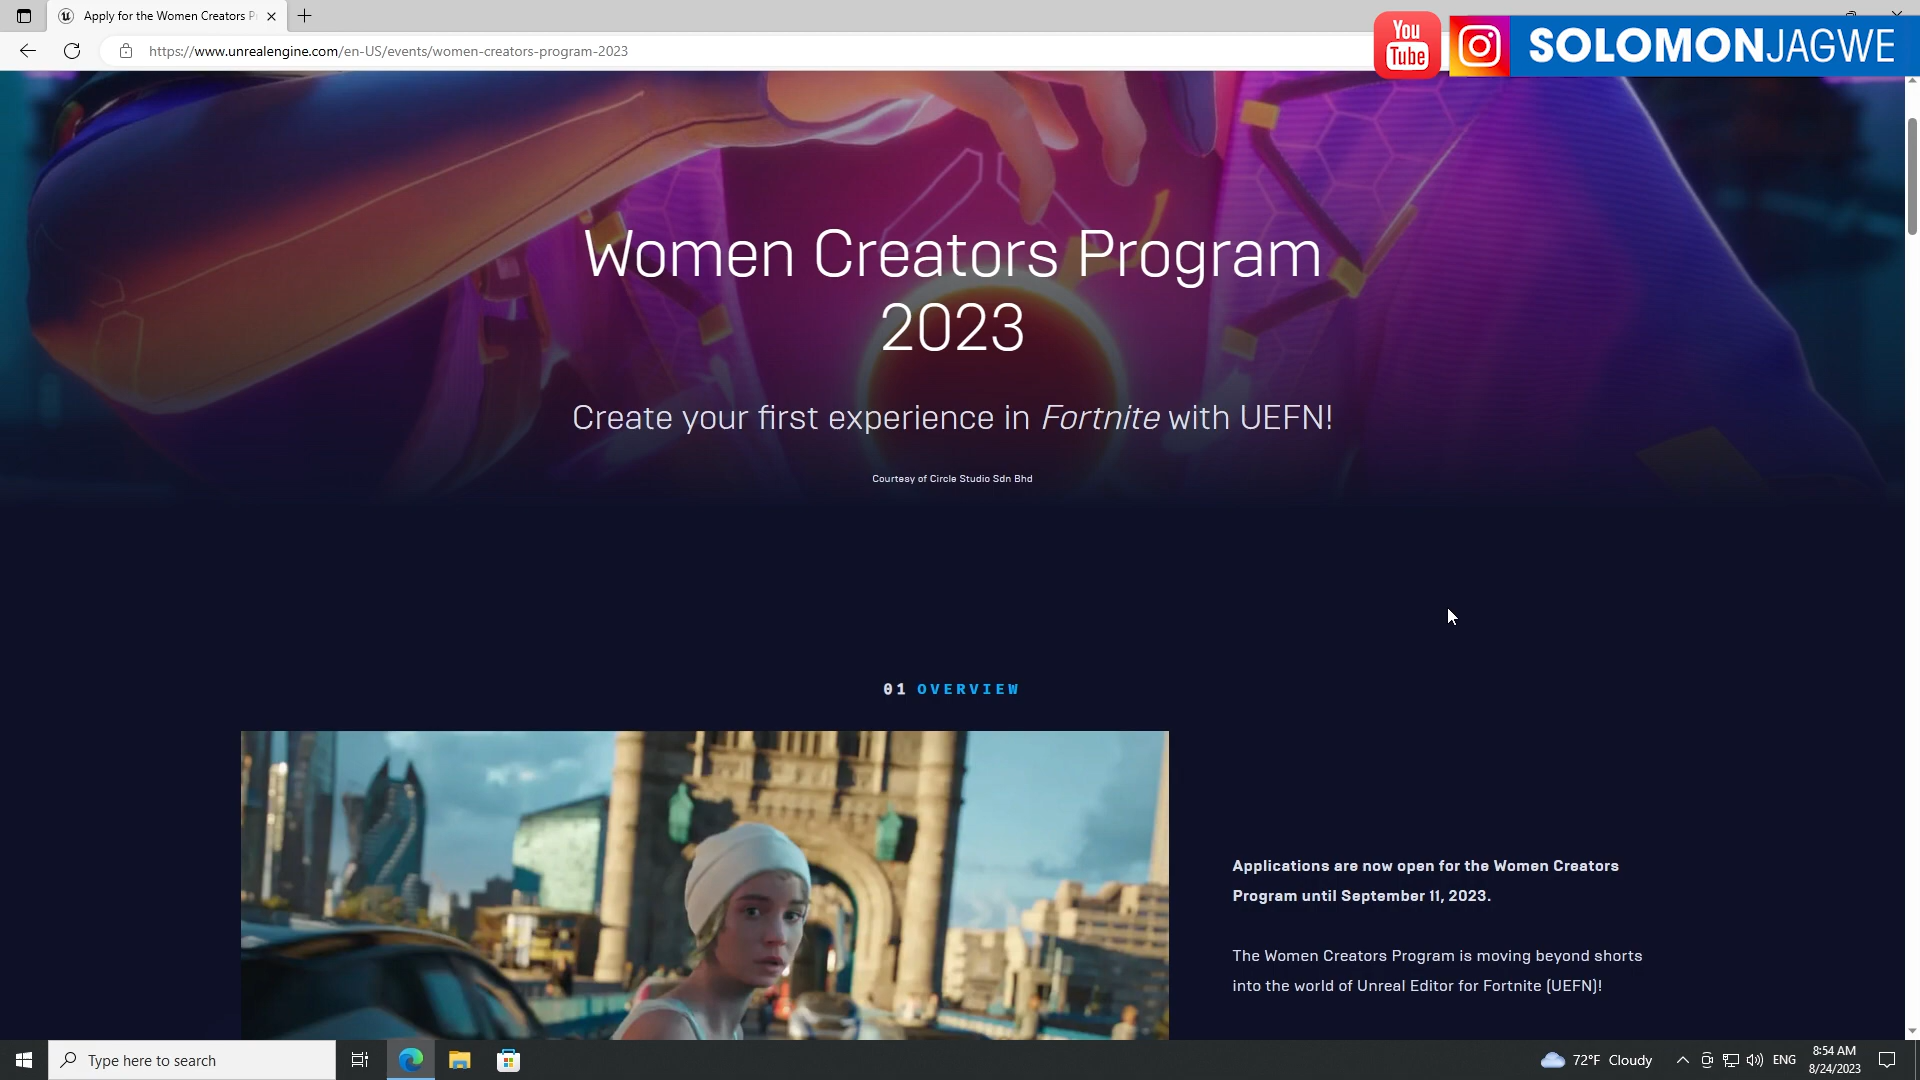 Apply for the Women Creators P
https://www.unrealengine.com/en-US/events/women-creators-program-2023
You
Tube
SOLOMONJAGWE
Women Creators Program
2023
Create your first experience in Fortnite with UEFN!
Courtesy of Circle Studio Sdn Bhd
01 OVERVIEW
Applications are now open for the Women Creators
Program until September 11, 2023.
The Women Creators Program is moving beyond shorts
into the world of Unreal Editor for Fortnite (UEFN)!
Type here to search
72°F Cloudy
ENG
8:54 AM
8/24/2023